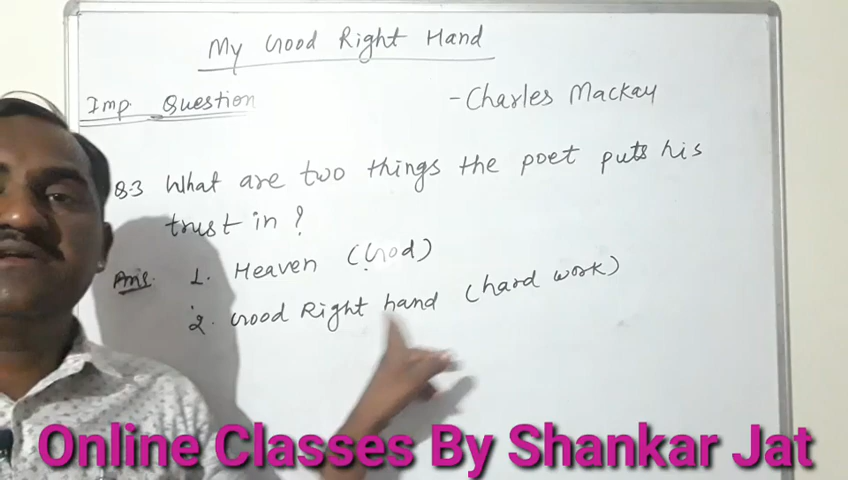 My Good Right Hand
Imp. Question
- Charles Mackay
Q.3 What are two things the poet puts his
trust in ?
Ans. 1. Heaven (God)
2. Good Right hand (hard work)
Online Classes By Shankar Jat